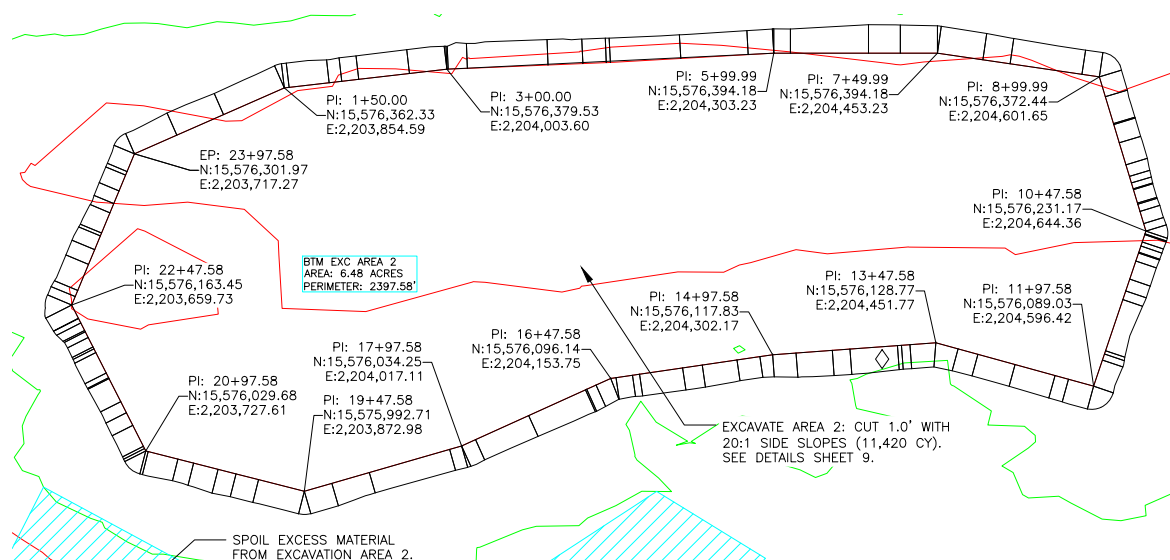 PI: 1+50.00
N:15,576,362.33
E:2,203,854.59
PI: 3+00.00
N:15,576,379.53
E:2,204,003.60
PI: 5+99.99
N:15,576,394.18
E:2,204,303.23
PI: 7+49.99
N:15,576,394.18
E:2,204,453.23
PI: 8+99.99
N:15,576,372.44
E:2,204,601.65
EP: 23+97.58
N:15,576,301.97
E:2,203,717.27
PI: 10+47.58
N:15,576,231.17
E:2,204,644.36
PI: 22+47.58
N:15,576,163.45
E:2,203,659.73
BTM EXC AREA 2
AREA: 6.48 ACRES
PERIMETER: 2397.58'
PI: 13+47.58
N:15,576,128.77
E:2,204,451.77
PI: 11+97.58
N:15,576,089.03
E:2,204,596.42
PI: 14+97.58
N:15,576,117.83
E:2,204,302.17
PI: 16+47.58
N:15,576,096.14
E:2,204,153.75
PI: 17+97.58
N:15,576,034.25
E:2,204,017.11
PI: 20+97.58
N:15,576,029.68
E:2,203,727.61
PI: 19+47.58
N:15,575,992.71
E:2,203,872.98
EXCAVATE AREA 2: CUT 1.0' WITH
20:1 SIDE SLOPES (11,420 CY).
SEE DETAILS SHEET 9.
SPOIL EXCESS MATERIAL
FROM EXCAVATION AREA 2.